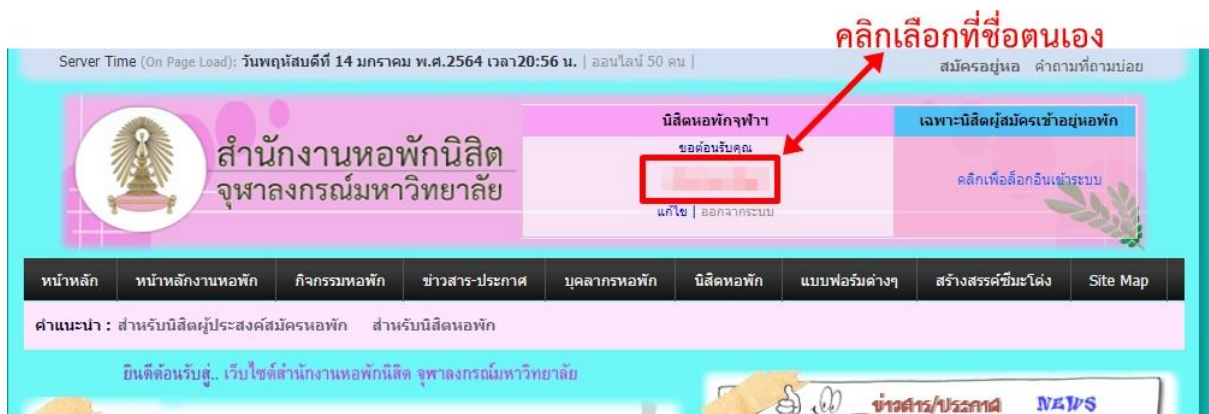 คลิกเลือกที่ชื่อตนเอง
Server Time (On Page Load): วันพฤหัสบดีที่ 14 มกราคม พ.ศ.2564 เวลา20:56 น. | ออนไลน์ 50 คน |
สมัครอยู่หอ คำถามที่ถามบ่อย
สำนักงานหอพักนิสิต
จุฬาลงกรณ์มหาวิทยาลัย
นิสิตหอพักจุฬาฯ
ขอต้อนรับคุณ
แก้ไข | ออกจากระบบ
เฉพาะนิสิตผู้สมัครเข้าอยู่หอพัก
คลิกเพื่อล็อกอินเข้าระบบ
หน้าหลัก หน้าหลักงานหอพัก กิจกรรมหอพัก ข่าวสาร-ประกาศ บุคลากรหอพัก นิสิตหอพัก แบบฟอร์มต่างๆ สร้างสรรค์ซีมะโด่ง Site Map
คำแนะนำ : สำหรับนิสิตผู้ประสงค์สมัครหอพัก สำหรับนิสิตหอพัก
ยินดีต้อนรับสู่.. เว็บไซต์สำนักงานหอพักนิสิต จุฬาลงกรณ์มหาวิทยาลัย
ข่าวสาร/ประกาศ NEWS